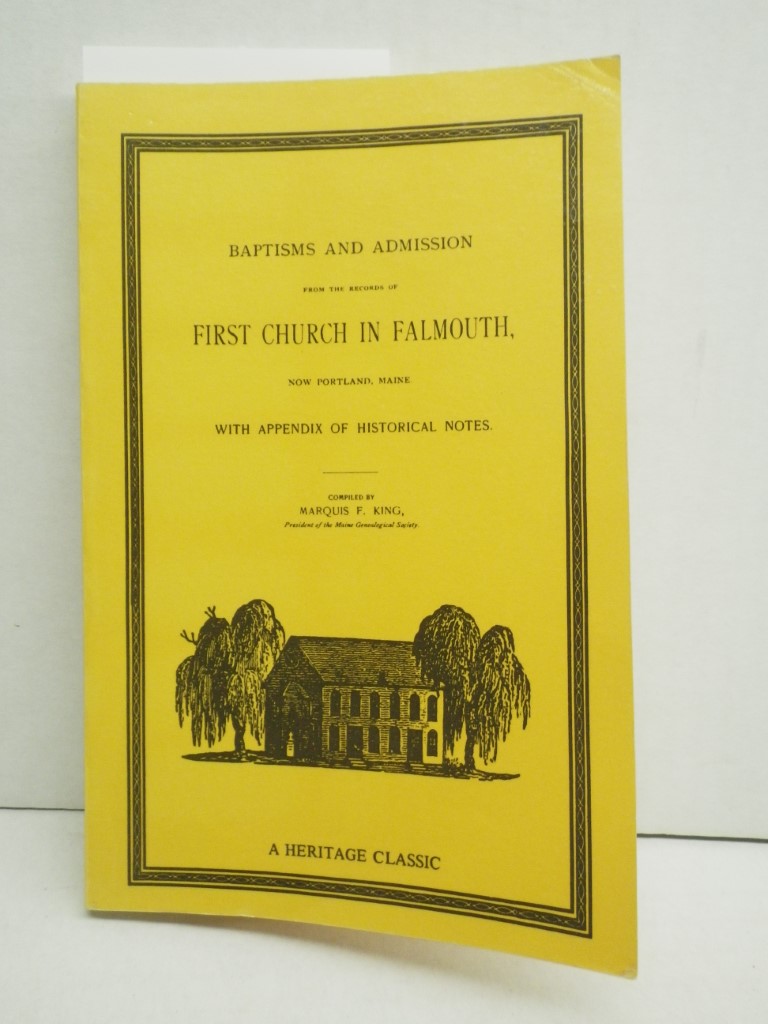 BAPTISMS AND ADMISSION
FROM THE RECORDS OF
FIRST CHURCH IN FALMOUTH,
NOW PORTLAND, MAINE
WITH APPENDIX OF HISTORICAL NOTES.
COMPILED BY
MARQUIS F. KING,
President of the Maine Genealogical Society.
A HERITAGE CLASSIC